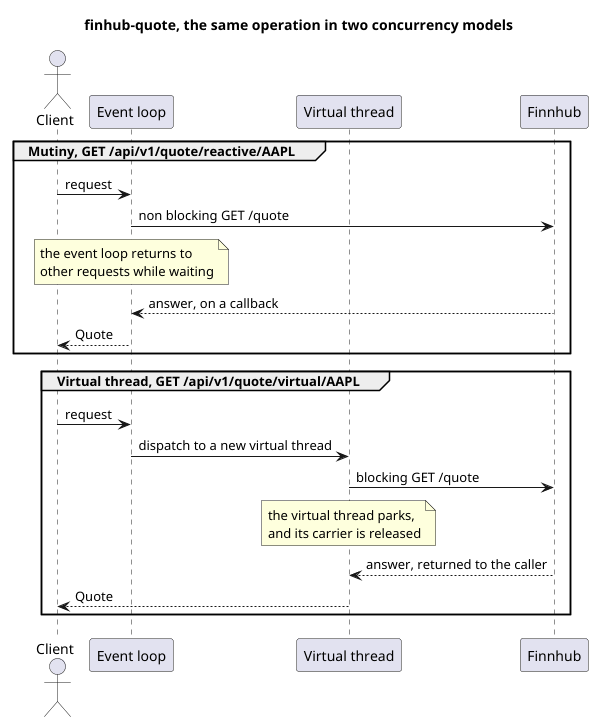 finhub-quote, the same operation in two concurrency models
Client
Event loop
Virtual thread
Finnhub
Mutiny, GET /api/v1/quote/reactive/AAPL
request
non blocking GET /quote
the event loop returns to
other requests while waiting
answer, on a callback
Quote
Virtual thread, GET /api/v1/quote/virtual/AAPL
request
dispatch to a new virtual thread
blocking GET /quote
the virtual thread parks,
and its carrier is released
answer, returned to the caller
Quote
Client
Event loop
Virtual thread
Finnhub